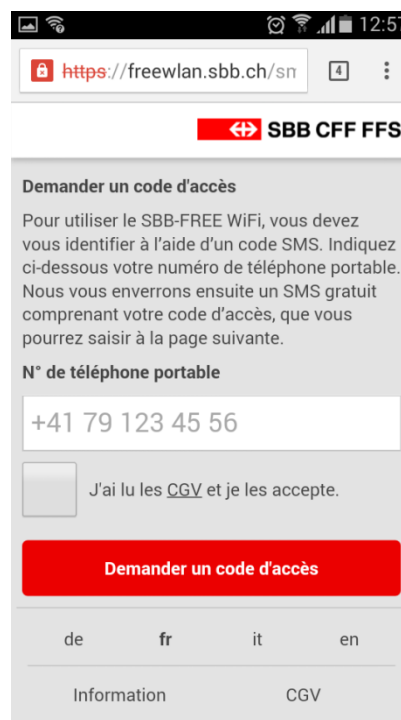 12:57
https://freewlan.sbb.ch/sm
4
SBB CFF FFS
Demander un code d'accès
Pour utiliser le SBB-FREE WiFi, vous devez
vous identifier à l'aide d'un code SMS. Indiquez
ci-dessous votre numéro de téléphone portable.
Nous vous enverrons ensuite un SMS gratuit
comprenant votre code d'accès, que vous
pourrez saisir à la page suivante.
N° de téléphone portable
+41 79 123 45 56
J'ai lu les CGV et je les accepte.
Demander un code d'accès
de fr it en
Information CGV